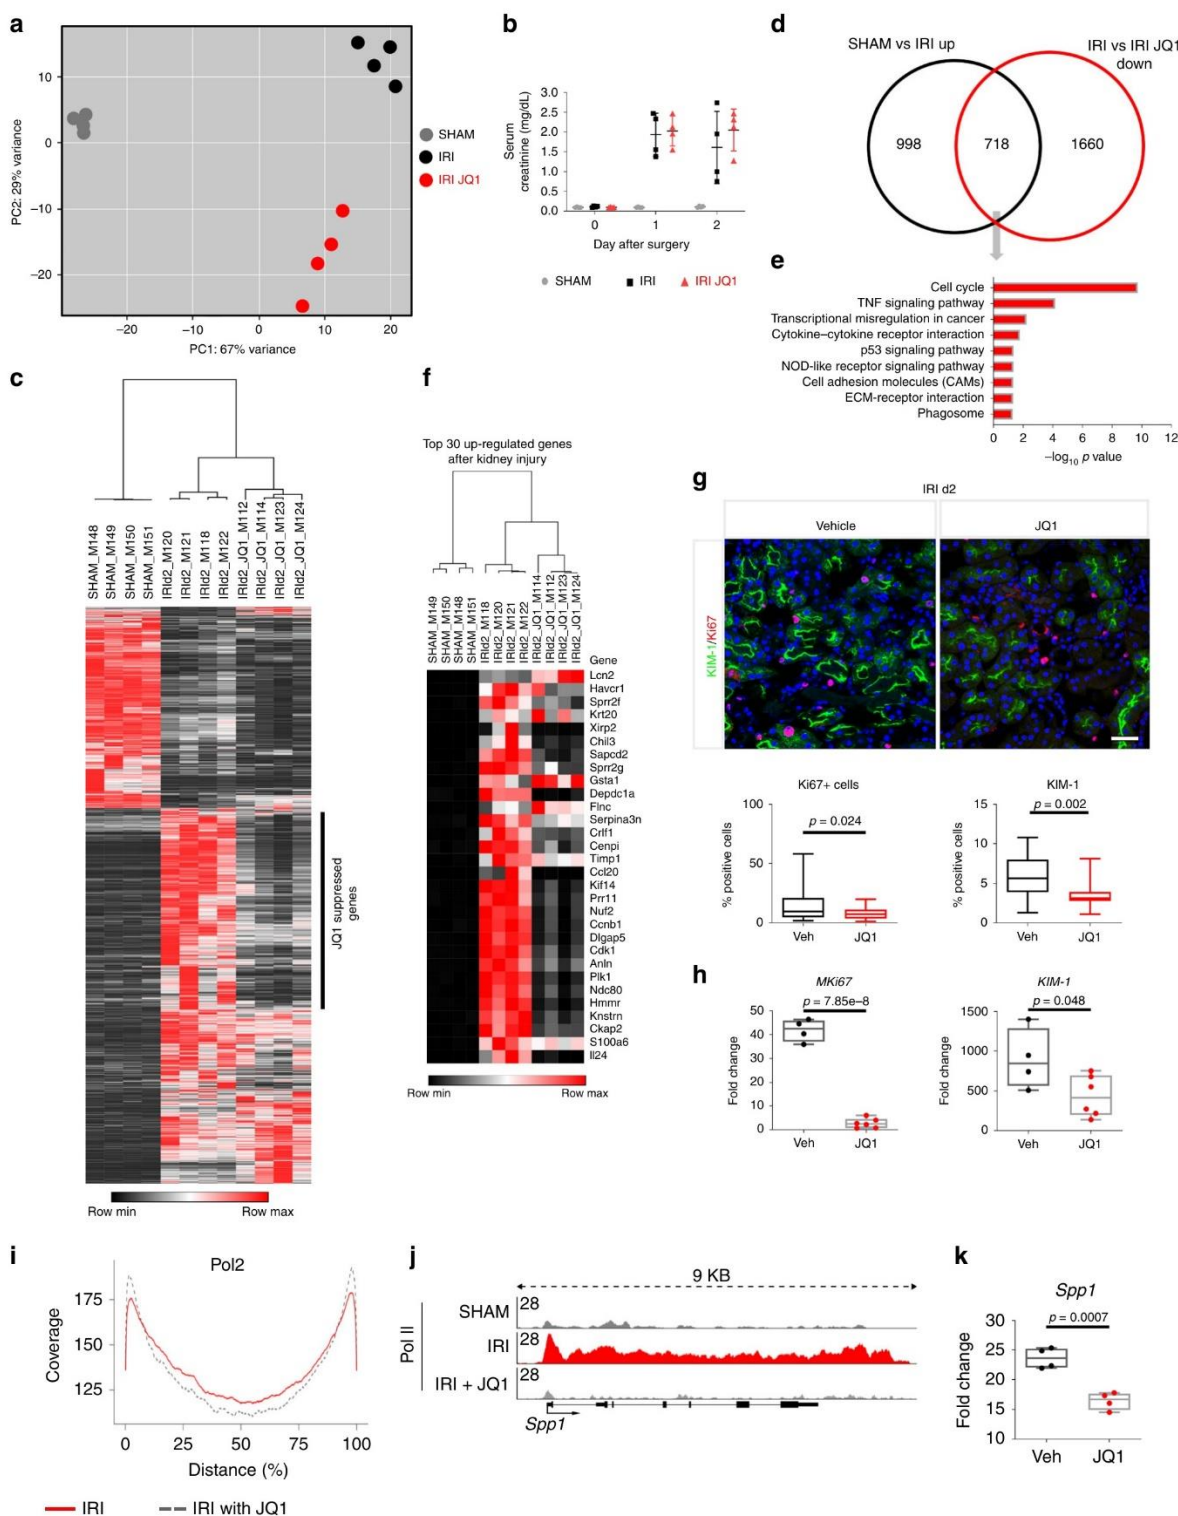 a
10
0
−10
−20
−20
−10
0
10
20
PC2: 29% variance
PC1: 67% variance
SHAM
IRI
IRI JQ1
b
Serum
creatinine (mg/dL)
3.0
2.5
2.0
1.5
1.0
0.5
0.0
0
1
2
Day after surgery
SHAM
IRI
IRI JQ1
d
SHAM vs IRI up
IRI vs IRI JQ1
down
998
718
1660
e
Cell cycle
TNF signaling pathway
Transcriptional misregulation in cancer
Cytokine–cytokine receptor interaction
p53 signaling pathway
NOD-like receptor signaling pathway
Cell adhesion molecules (CAMs)
ECM-receptor interaction
Phagosome
0 2 4 6 8 10 12
−log10 p value
c
SHAM_M148
SHAM_M149
SHAM_M150
SHAM_M151
IRId2_M120
IRId2_M121
IRId2_M118
IRId2_M122
IRId2_JQ1_M112
IRId2_JQ1_M114
IRId2_JQ1_M123
IRId2_JQ1_M124
JQ1 suppressed
genes
Row min
Row max
f
Top 30 up-regulated genes
after kidney injury
SHAM_M149
SHAM_M150
SHAM_M148
SHAM_M151
IRId2_M118
IRId2_M120
IRId2_M121
IRId2_M122
IRId2_JQ1_M114
IRId2_JQ1_M112
IRId2_JQ1_M123
IRId2_JQ1_M124
Gene
Lcn2
Havcr1
Sprr2f
Krt20
Xirp2
Chil3
Sapcd2
Sprr2g
Gsta1
Depdc1a
Flnc
Serpina3n
Crlf1
Cenpi
Timp1
Ccl20
Kif14
Prr11
Nuf2
Ccnb1
Dlgap5
Cdk1
Anln
Plk1
Ndc80
Hmmr
Knstrn
Ckap2
S100a6
Il24
Row min
Row max
g
IRI d2
Vehicle
JQ1
KIM-1/Ki67
Ki67+ cells
p = 0.024
% positive cells
100
50
0
Veh
JQ1
KIM-1
p = 0.002
% positive cells
15
10
5
0
Veh
JQ1
h
MKi67
p = 7.85e−8
Fold change
50
40
30
20
10
0
Veh
JQ1
KIM-1
p = 0.048
Fold change
1500
1000
500
0
Veh
JQ1
i
Pol2
Coverage
175
150
125
0
25
50
75
100
Distance (%)
IRI
IRI with JQ1
j
9 KB
Pol II
SHAM
28
IRI
28
IRI + JQ1
28
Spp1
k
Spp1
p = 0.0007
Fold change
30
25
20
15
10
Veh
JQ1